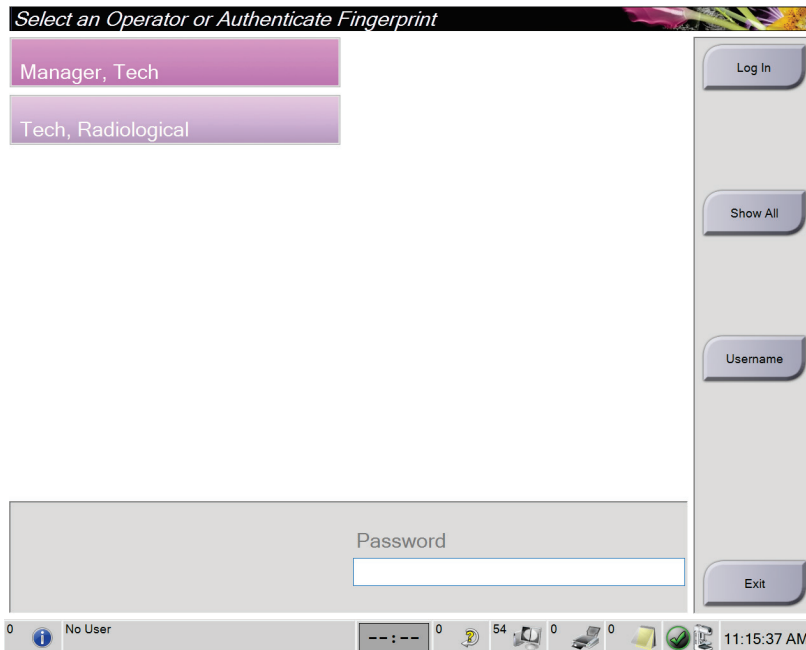 Select an Operator or Authenticate Fingerprint
Manager, Tech
Tech, Radiological
Log In
Show All
Username
Password
Exit
0 No User --:-- 0 54 0 0 11:15:37 AM